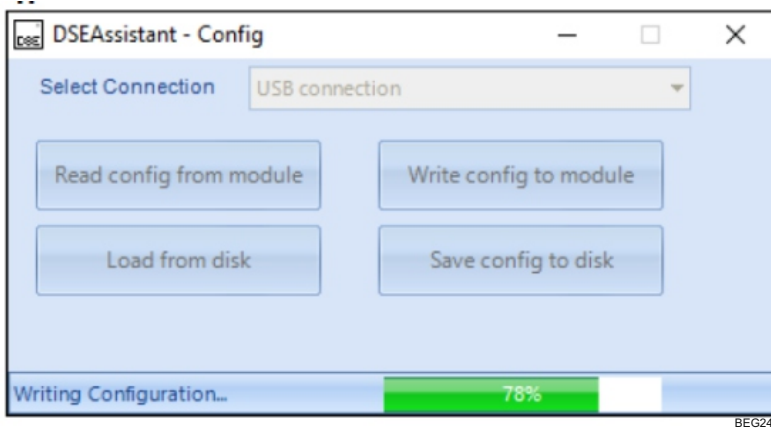 DSE DSEAssistant - Config
Select Connection USB connection
Read config from module Write config to module
Load from disk Save config to disk
Writing Configuration... 78%
BEG24